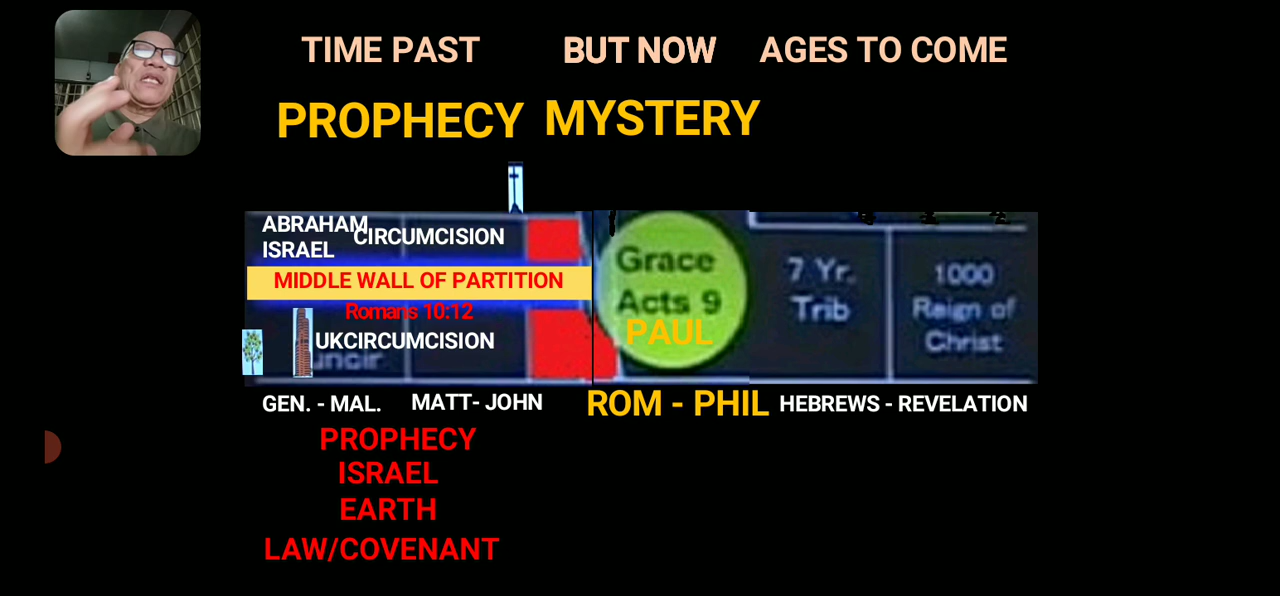 TIME PAST BUT NOW AGES TO COME
PROPHECY MYSTERY
ABRAHAM
ISRAEL
CIRCUMCISION
MIDDLE WALL OF PARTITION
Romans 10:12
UKCIRCUMCISION
Grace
Acts 9
PAUL
7 Yr.
Trib
1000
Reign of
Christ
GEN. - MAL. MATT- JOHN ROM - PHIL HEBREWS - REVELATION
PROPHECY
ISRAEL
EARTH
LAW/COVENANT